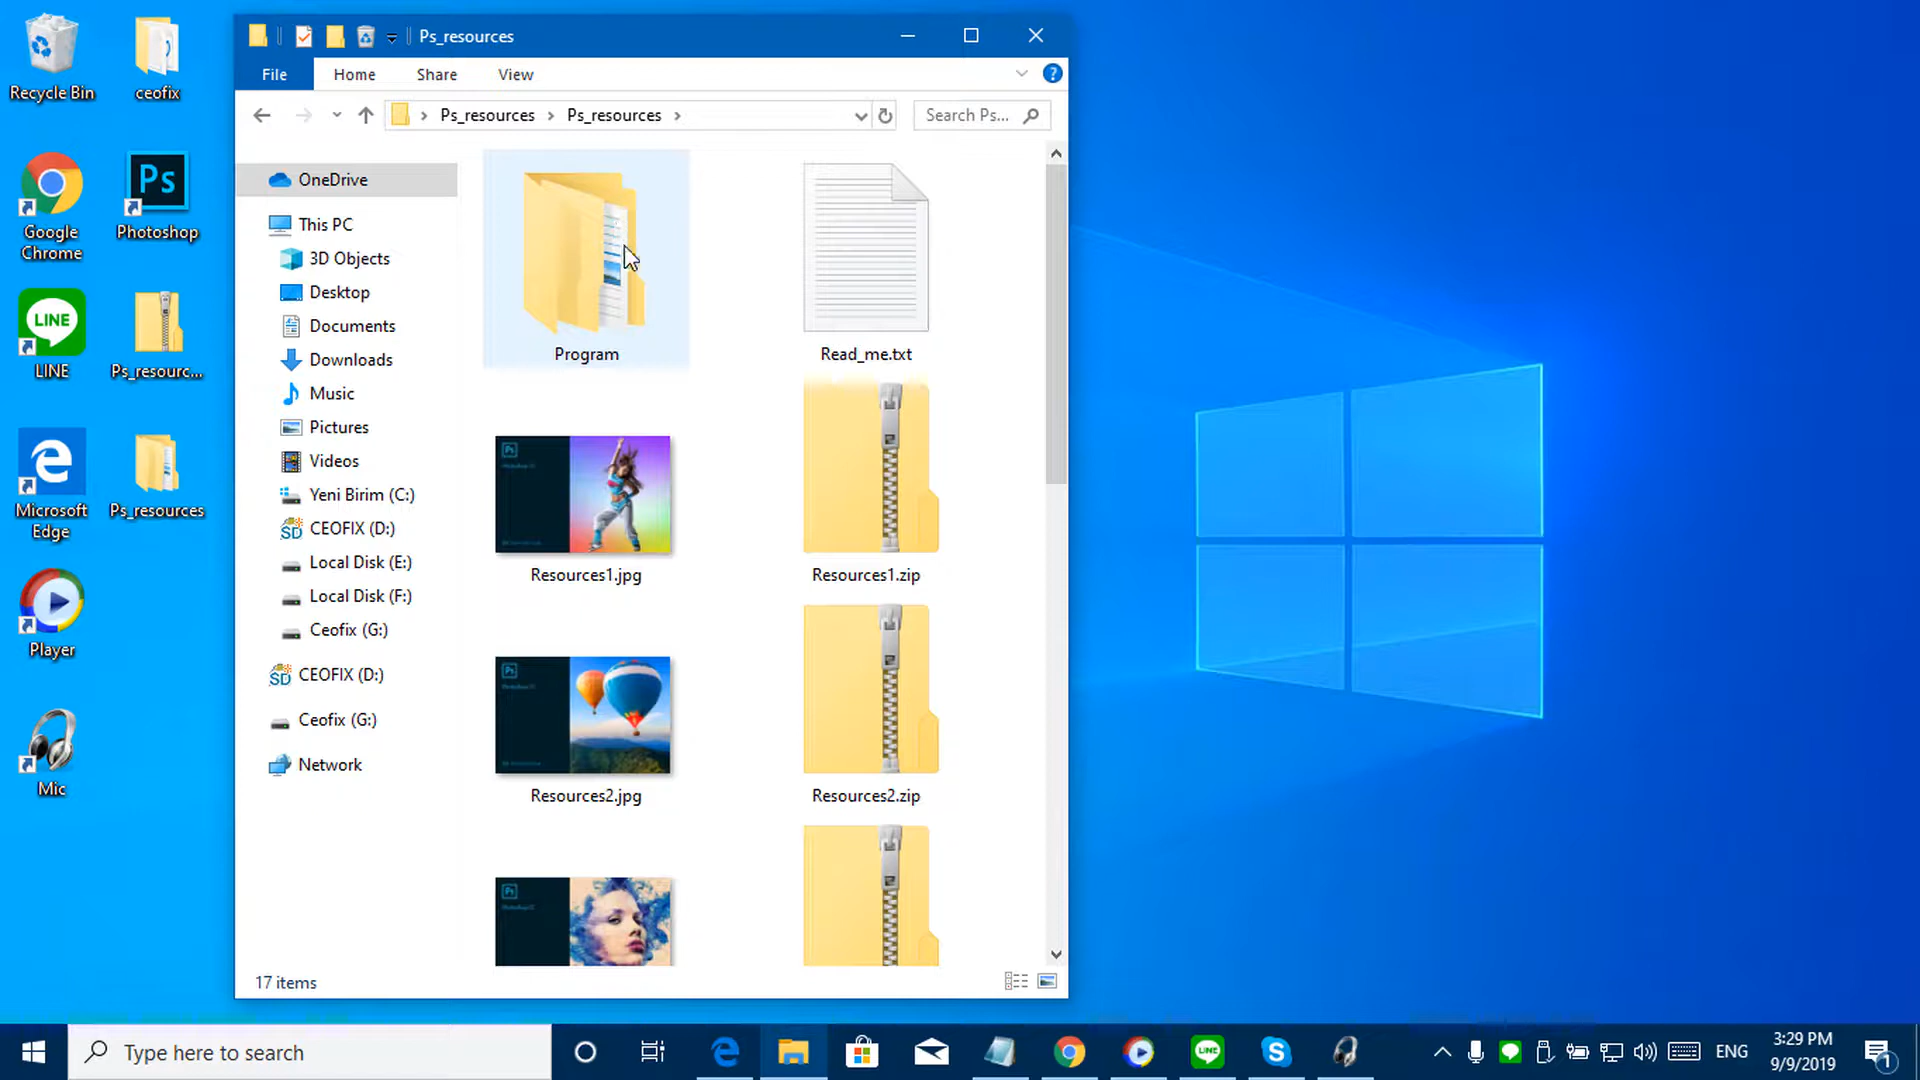 Recycle Bin
ceofix
Google
Chrome
Photoshop
LINE
LINE
Ps_resourc...
Microsoft
Edge
Ps_resources
Player
Mic
Ps_resources
File
Home
Share
View
Ps_resources
Ps_resources
Search Ps...
OneDrive
This PC
3D Objects
Desktop
Documents
Downloads
Music
Pictures
Videos
Yeni Birim (C:)
CEOFIX (D:)
Local Disk (E:)
Local Disk (F:)
Ceofix (G:)
CEOFIX (D:)
Ceofix (G:)
Network
Program
Read_me.txt
Resources1.jpg
Resources1.zip
Resources2.jpg
Resources2.zip
17 items
Type here to search
ENG
3:29 PM
9/9/2019
1